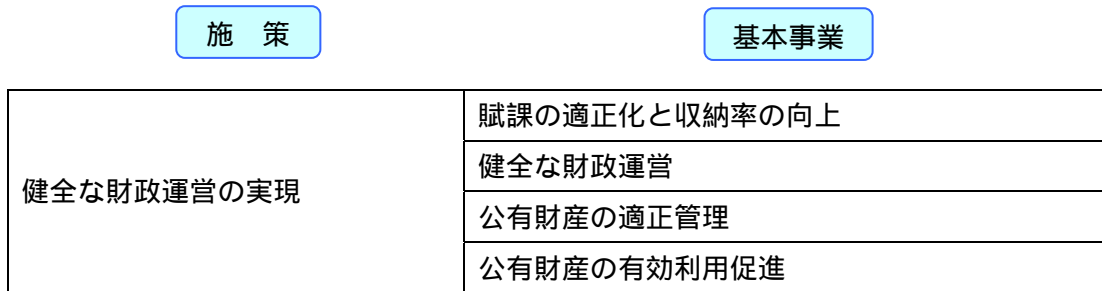 施　策
基本事業
健全な財政運営の実現
賦課の適正化と収納率の向上
健全な財政運営
公有財産の適正管理
公有財産の有効利用促進